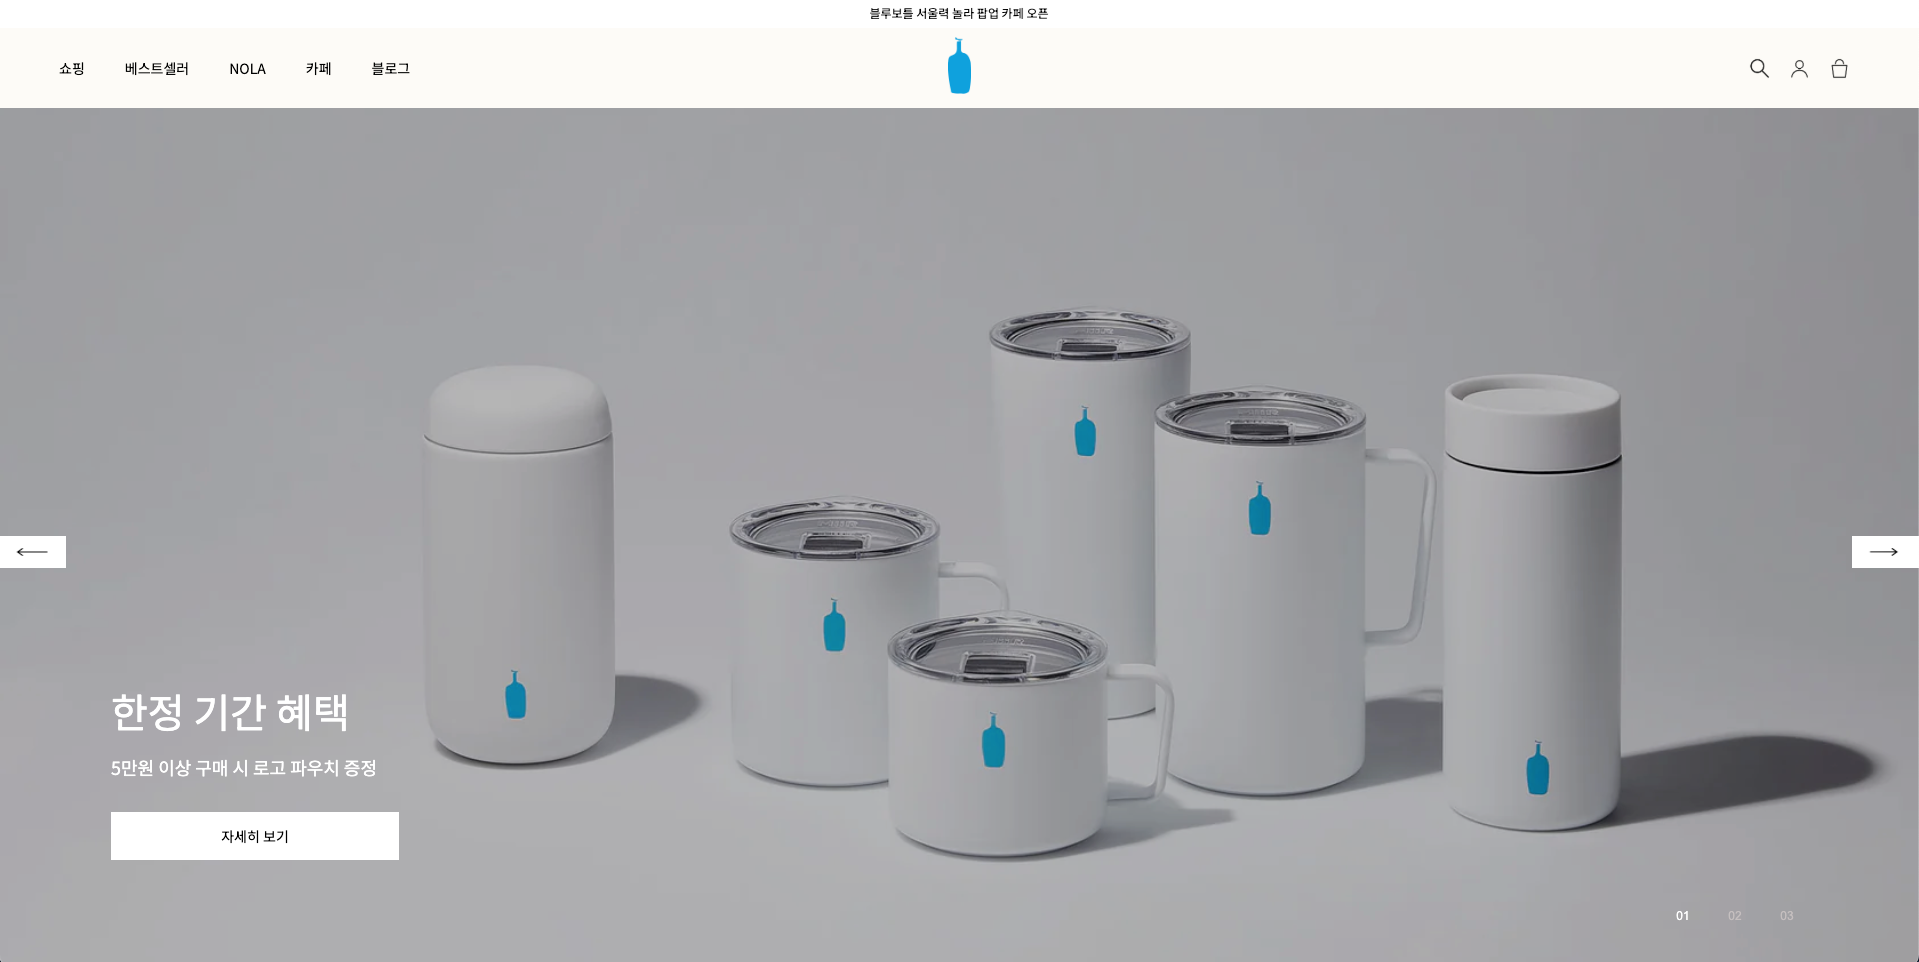 블루보틀 서울력 놀라 팝업 카페 오픈
쇼핑 베스트셀러 NOLA 카페 블로그
한정 기간 혜택
5만원 이상 구매 시 로고 파우치 증정
자세히 보기
01 02 03